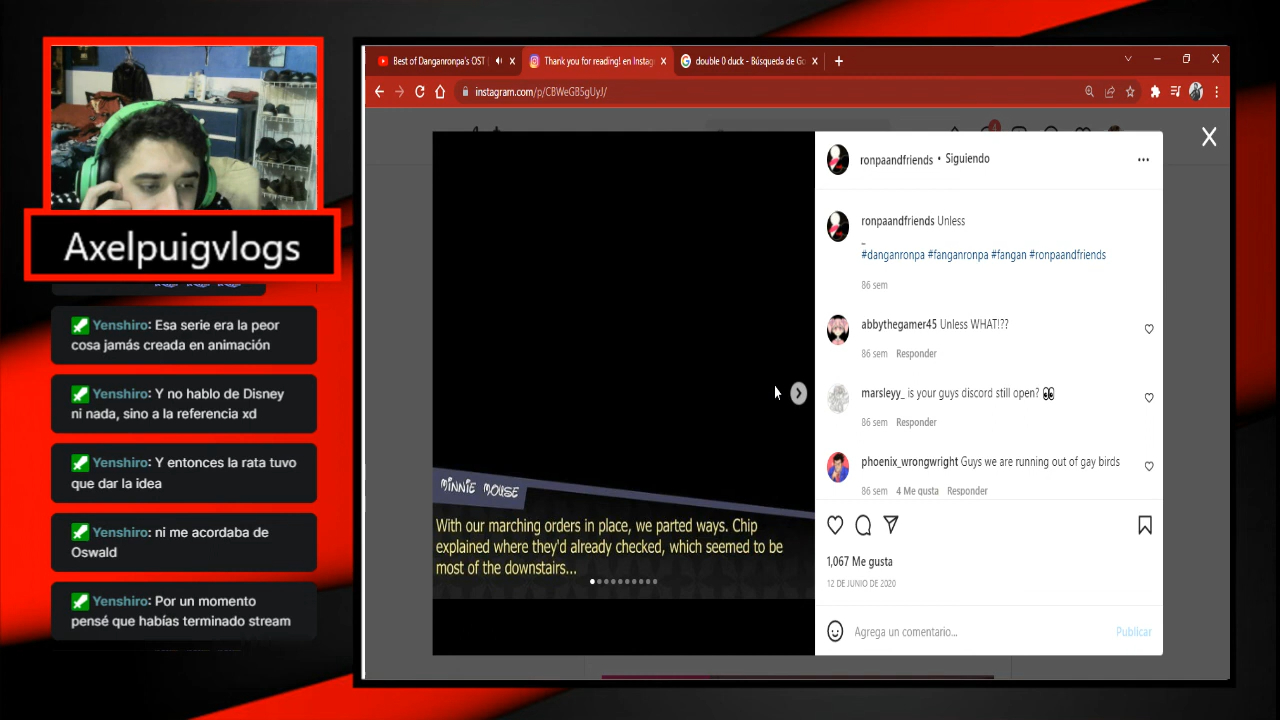 Axelpuigvlogs
Yenshiro: Esa serie era la peor
cosa jamás creada en animación
Yenshiro: Y no hablo de Disney
ni nada, sino a la referencia xd
Yenshiro: Y entonces la rata tuvo
que dar la idea
Yenshiro: ni me acordaba de
Oswald
Yenshiro: Por un momento
pensé que habías terminado stream
Best of Danganronpa's OST
Thank you for reading! en Instag
double 0 duck - Búsqueda de Go
instagram.com/p/CBWeGB5gUyJ/
MINNIE MOUSE
With our marching orders in place, we parted ways. Chip
explained where they'd already checked, which seemed to be
most of the downstairs...
ronpaandfriends • Siguiendo
ronpaandfriends Unless
_
#danganronpa #fanganronpa #fangan #ronpaandfriends
86 sem
abbythegamer45 Unless WHAT!??
86 sem Responder
marsleyy_ is your guys discord still open? 👀
86 sem Responder
phoenix_wrongwright Guys we are running out of gay birds
86 sem 4 Me gusta Responder
1,067 Me gusta
12 DE JUNIO DE 2020
Agrega un comentario...
Publicar